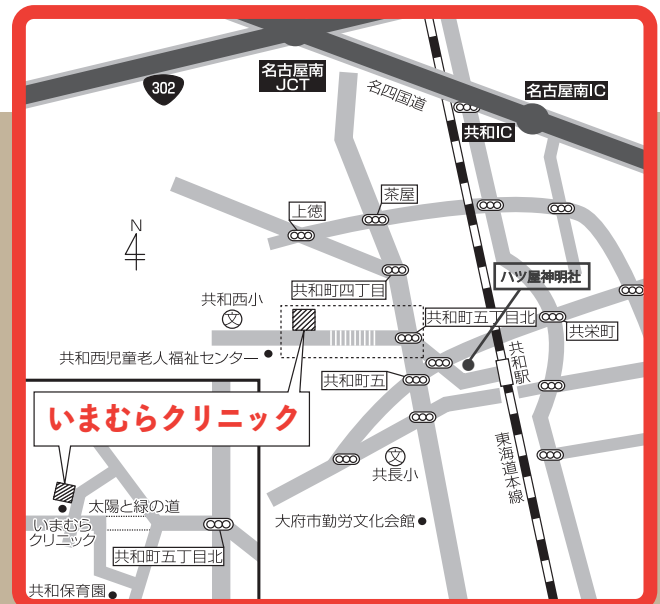 名古屋南
JCT
302
名四国道
名古屋南IC
共和IC
茶屋
上徳
N
共和町四丁目
ハツ屋神明社
共和西小
文
共和町五丁目北
共栄町
共和西児童老人福祉センター
共和町五
共和駅
いまむらクリニック
東海道本線
文
共長小
太陽と緑の道
いまむら
クリニック
大府市勤労文化会館
共和町五丁目北
共和保育園